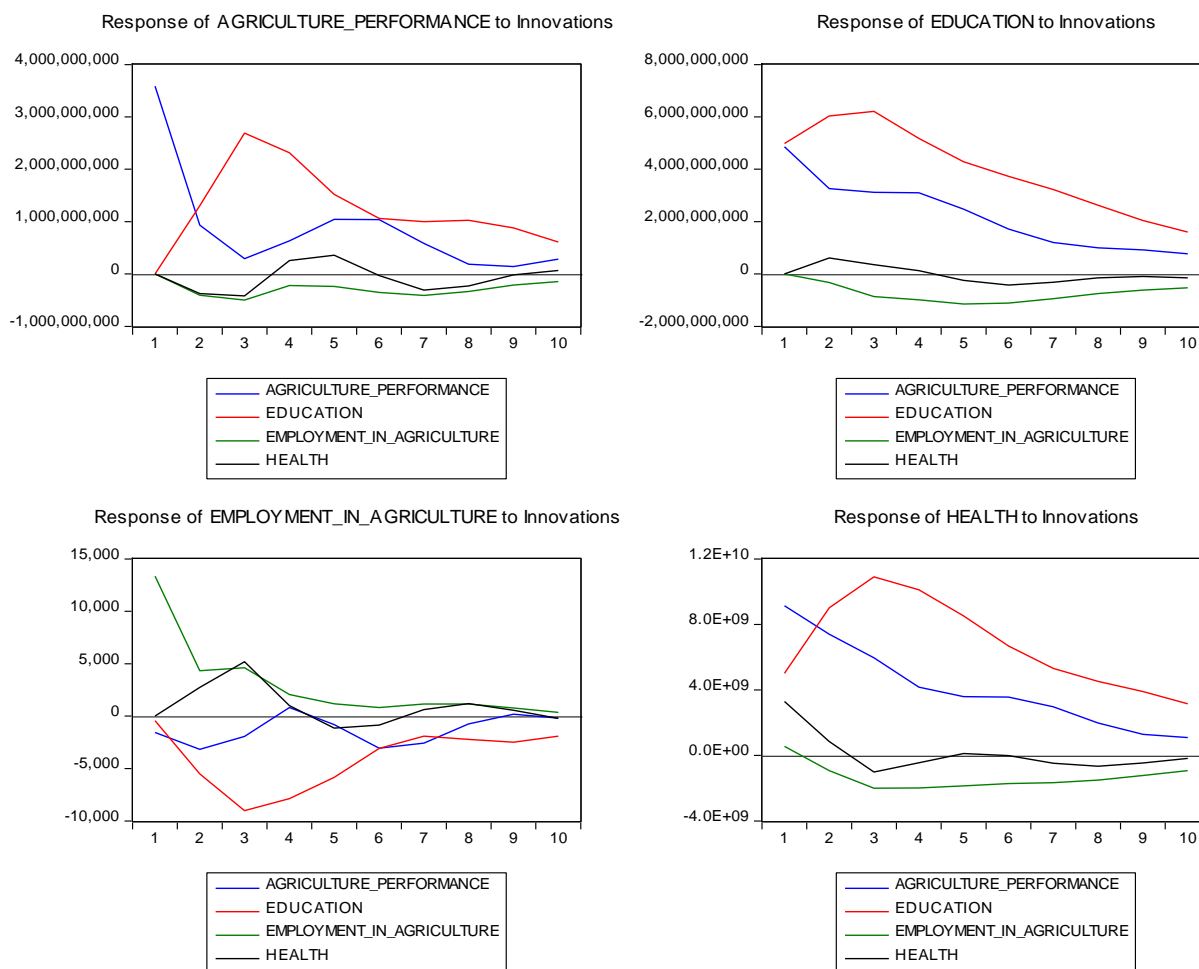 Response of AGRICULTURE_PERFORMANCE to Innovations
4,000,000,000
3,000,000,000
2,000,000,000
1,000,000,000
0
-1,000,000,000
1 2 3 4 5 6 7 8 9 10
AGRICULTURE_PERFORMANCE
EDUCATION
EMPLOYMENT_IN_AGRICULTURE
HEALTH
Response of EDUCATION to Innovations
8,000,000,000
6,000,000,000
4,000,000,000
2,000,000,000
0
-2,000,000,000
1 2 3 4 5 6 7 8 9 10
AGRICULTURE_PERFORMANCE
EDUCATION
EMPLOYMENT_IN_AGRICULTURE
HEALTH
Response of EMPLOYMENT_IN_AGRICULTURE to Innovations
15,000
10,000
5,000
0
-5,000
-10,000
1 2 3 4 5 6 7 8 9 10
AGRICULTURE_PERFORMANCE
EDUCATION
EMPLOYMENT_IN_AGRICULTURE
HEALTH
Response of HEALTH to Innovations
1.2E+10
8.0E+09
4.0E+09
0.0E+00
-4.0E+09
1 2 3 4 5 6 7 8 9 10
AGRICULTURE_PERFORMANCE
EDUCATION
EMPLOYMENT_IN_AGRICULTURE
HEALTH